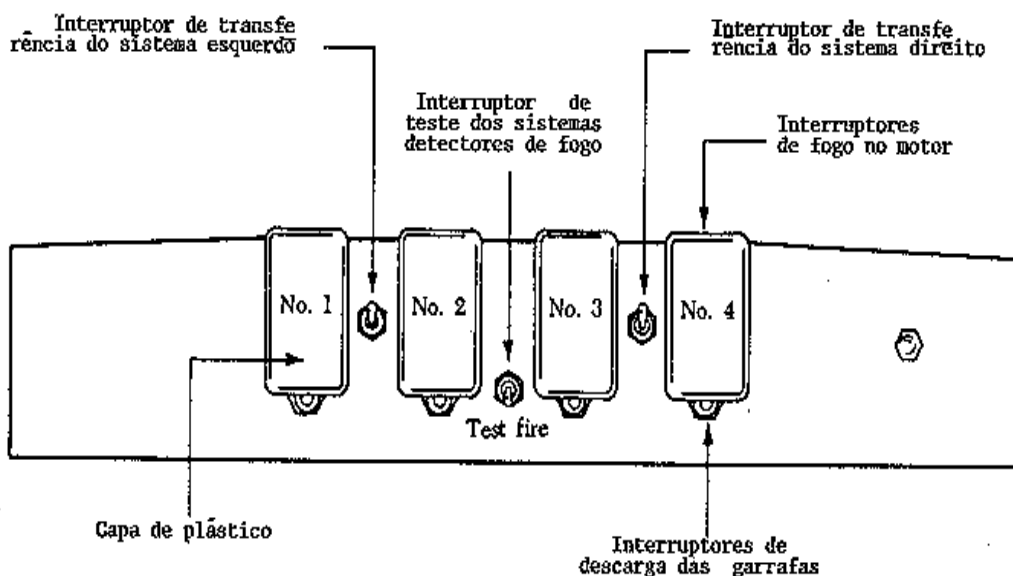 Interruptor de transfe
rência do sistema esquerdo
Interruptor de transfe
rencia do sistema direito
Interruptor de
teste dos sistemas
detectores de fogo
Interruptores
de fogo no motor
No. 1
No. 2
No. 3
No. 4
Test fire
Capa de plástico
Interruptores de
descarga das garrafas